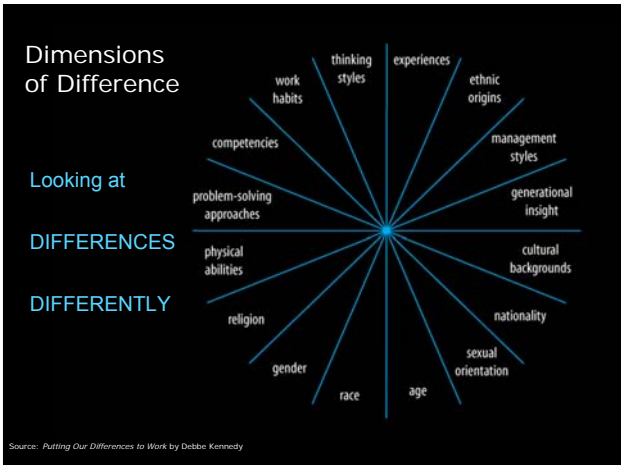 Dimensions
of Difference
Looking at
DIFFERENCES
DIFFERENTLY
thinking
styles
experiences
ethnic
origins
management
styles
generational
insight
cultural
backgrounds
nationality
sexual
orientation
age
race
gender
religion
physical
abilities
problem-solving
approaches
competencies
work
habits
Source: Putting Our Differences to Work by Debbe Kennedy